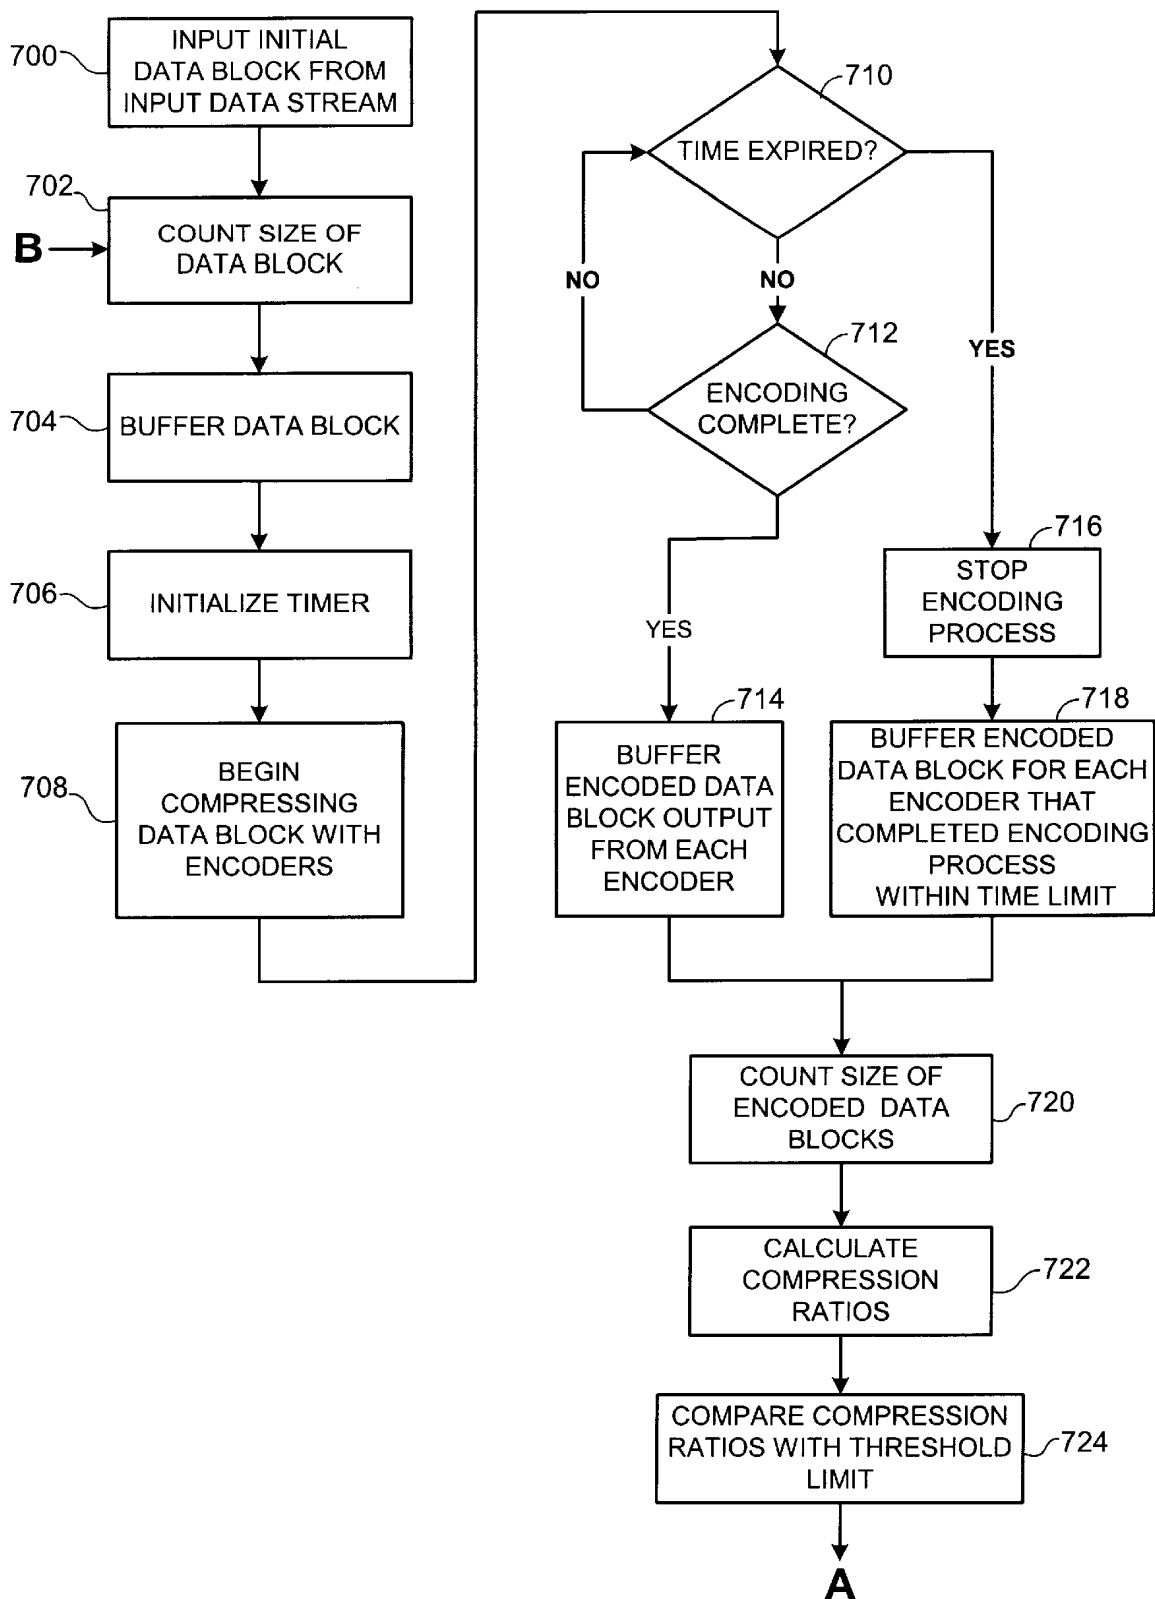 700
INPUT INITIAL
DATA BLOCK FROM
INPUT DATA STREAM
702
B
COUNT SIZE OF
DATA BLOCK
704
BUFFER DATA BLOCK
706
INITIALIZE TIMER
708
BEGIN
COMPRESSING
DATA BLOCK WITH
ENCODERS
710
TIME EXPIRED?
NO
NO
YES
712
ENCODING
COMPLETE?
YES
714
BUFFER
ENCODED DATA
BLOCK OUTPUT
FROM EACH
ENCODER
716
STOP
ENCODING
PROCESS
718
BUFFER ENCODED
DATA BLOCK FOR EACH
ENCODER THAT
COMPLETED ENCODING
PROCESS
WITHIN TIME LIMIT
COUNT SIZE OF
ENCODED DATA
BLOCKS
720
CALCULATE
COMPRESSION
RATIOS
722
COMPARE COMPRESSION
RATIOS WITH THRESHOLD
LIMIT
724
A